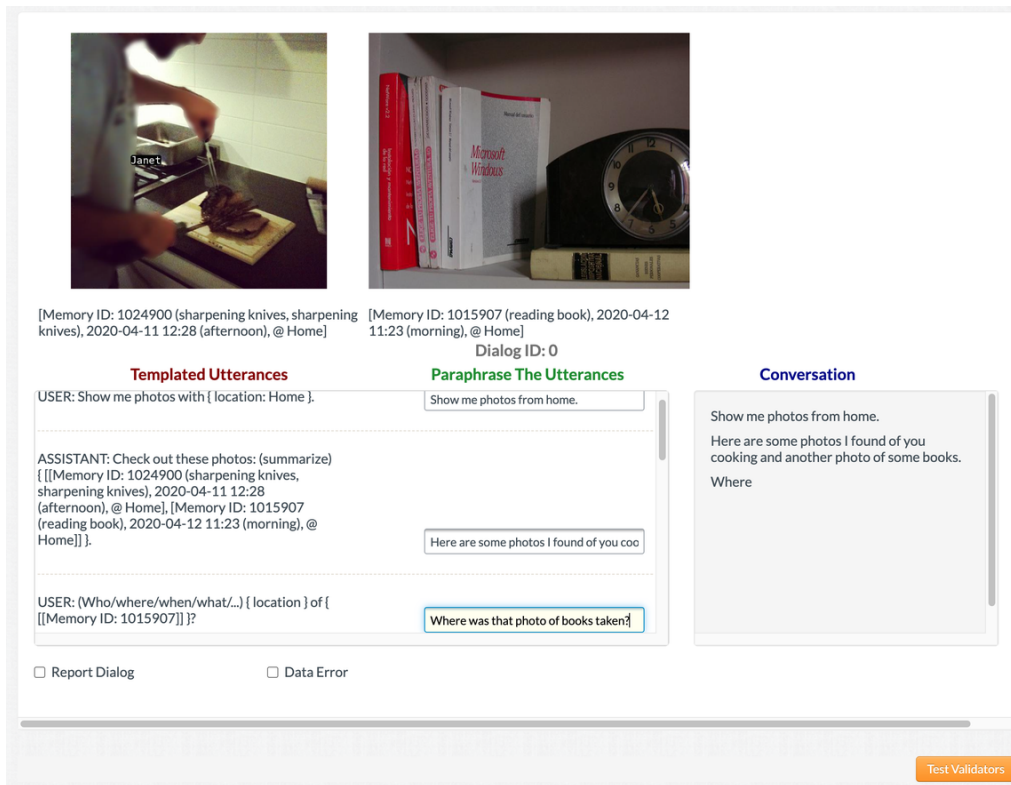 Janet
Microsoft
Windows
12
[Memory ID: 1024900 (sharpening knives, sharpening
knives), 2020-04-11 12:28 (afternoon), @ Home]
[Memory ID: 1015907 (reading book), 2020-04-12
11:23 (morning), @ Home]
Dialog ID: 0
Templated Utterances
Paraphrase The Utterances
Conversation
USER: Show me photos with { location: Home }.
Show me photos from home.
ASSISTANT: Check out these photos: (summarize)
{ [[Memory ID: 1024900 (sharpening knives,
sharpening knives), 2020-04-11 12:28
(afternoon), @ Home], [Memory ID: 1015907
(reading book), 2020-04-12 11:23 (morning), @
Home]] }.
Here are some photos I found of you coo
USER: (Who/where/when/what/...) { location } of {
[[Memory ID: 1015907]] }?
Where was that photo of books taken?
Show me photos from home.
Here are some photos I found of you
cooking and another photo of some books.
Where
Report Dialog
Data Error
Test Validators